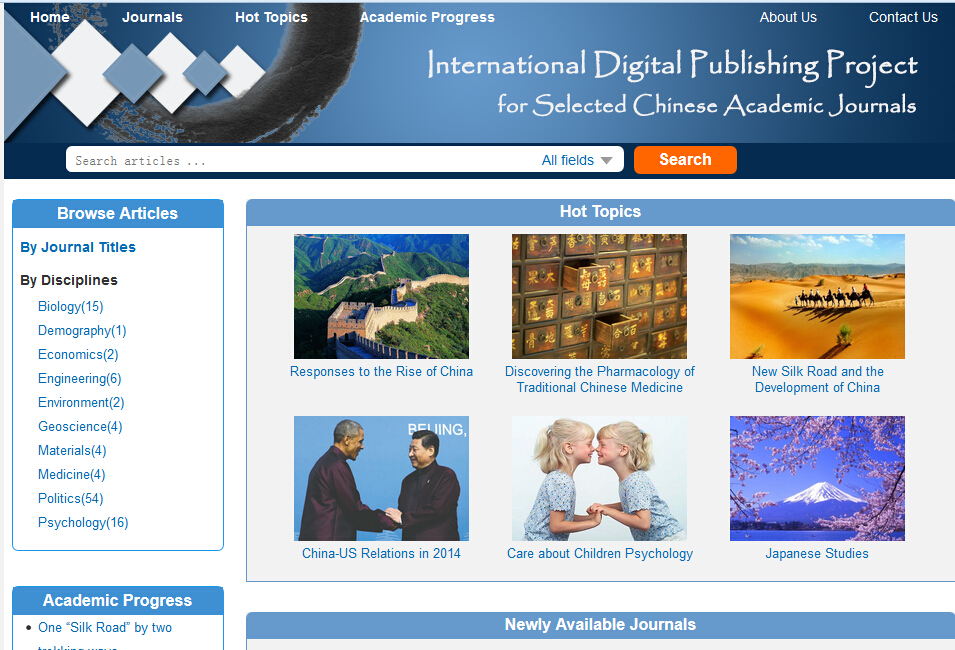 Home Journals Hot Topics Academic Progress About Us Contact Us
International Digital Publishing Project
for Selected Chinese Academic Journals
Search articles ... All fields Search
Browse Articles
By Journal Titles
By Disciplines
Biology(15)
Demography(1)
Economics(2)
Engineering(6)
Environment(2)
Geoscience(4)
Materials(4)
Medicine(4)
Politics(54)
Psychology(16)
Academic Progress
One “Silk Road” by two
Hot Topics
Responses to the Rise of China
Discovering the Pharmacology of
Traditional Chinese Medicine
New Silk Road and the
Development of China
BEIJING,
China-US Relations in 2014
Care about Children Psychology
Japanese Studies
Newly Available Journals